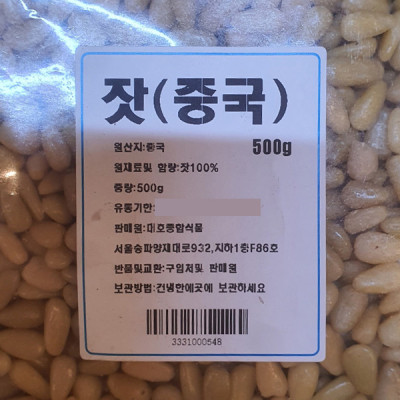 잣(중국)
원산지:중국 500g
원재료및 함량:잣100%
중량:500g
유통기한:
판매원:대호종합식품
서울송파양재대로932,지하1층F86호
반품및교환:구입저및 판매원
보관방법:건냉한에곳에 보관하세요
3331000548